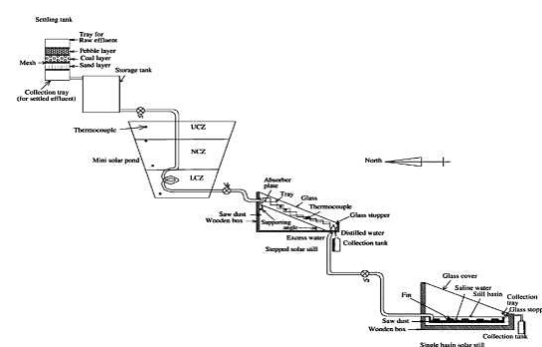 Settling tank
Tray for
Raw effluent
Pebble layer
Coal layer
Mesh
Sand layer
Storage tank
Collection tray
(for settled effluent)
Thermocouple
UCZ
NCZ
Mini solar pond
LCZ
North
Absorber
plate
Tray
Glass
Thermocouple
Glass stopper
Saw dust
Wooden box
Supporting
angle
Distilled water
Excess water
Collection tank
Stepped solar still
Glass cover
Saline water
Still basin
Fin
Collection
tray
Glass stopp
Saw dust
Wooden box
Collection tank
Single basin solar still